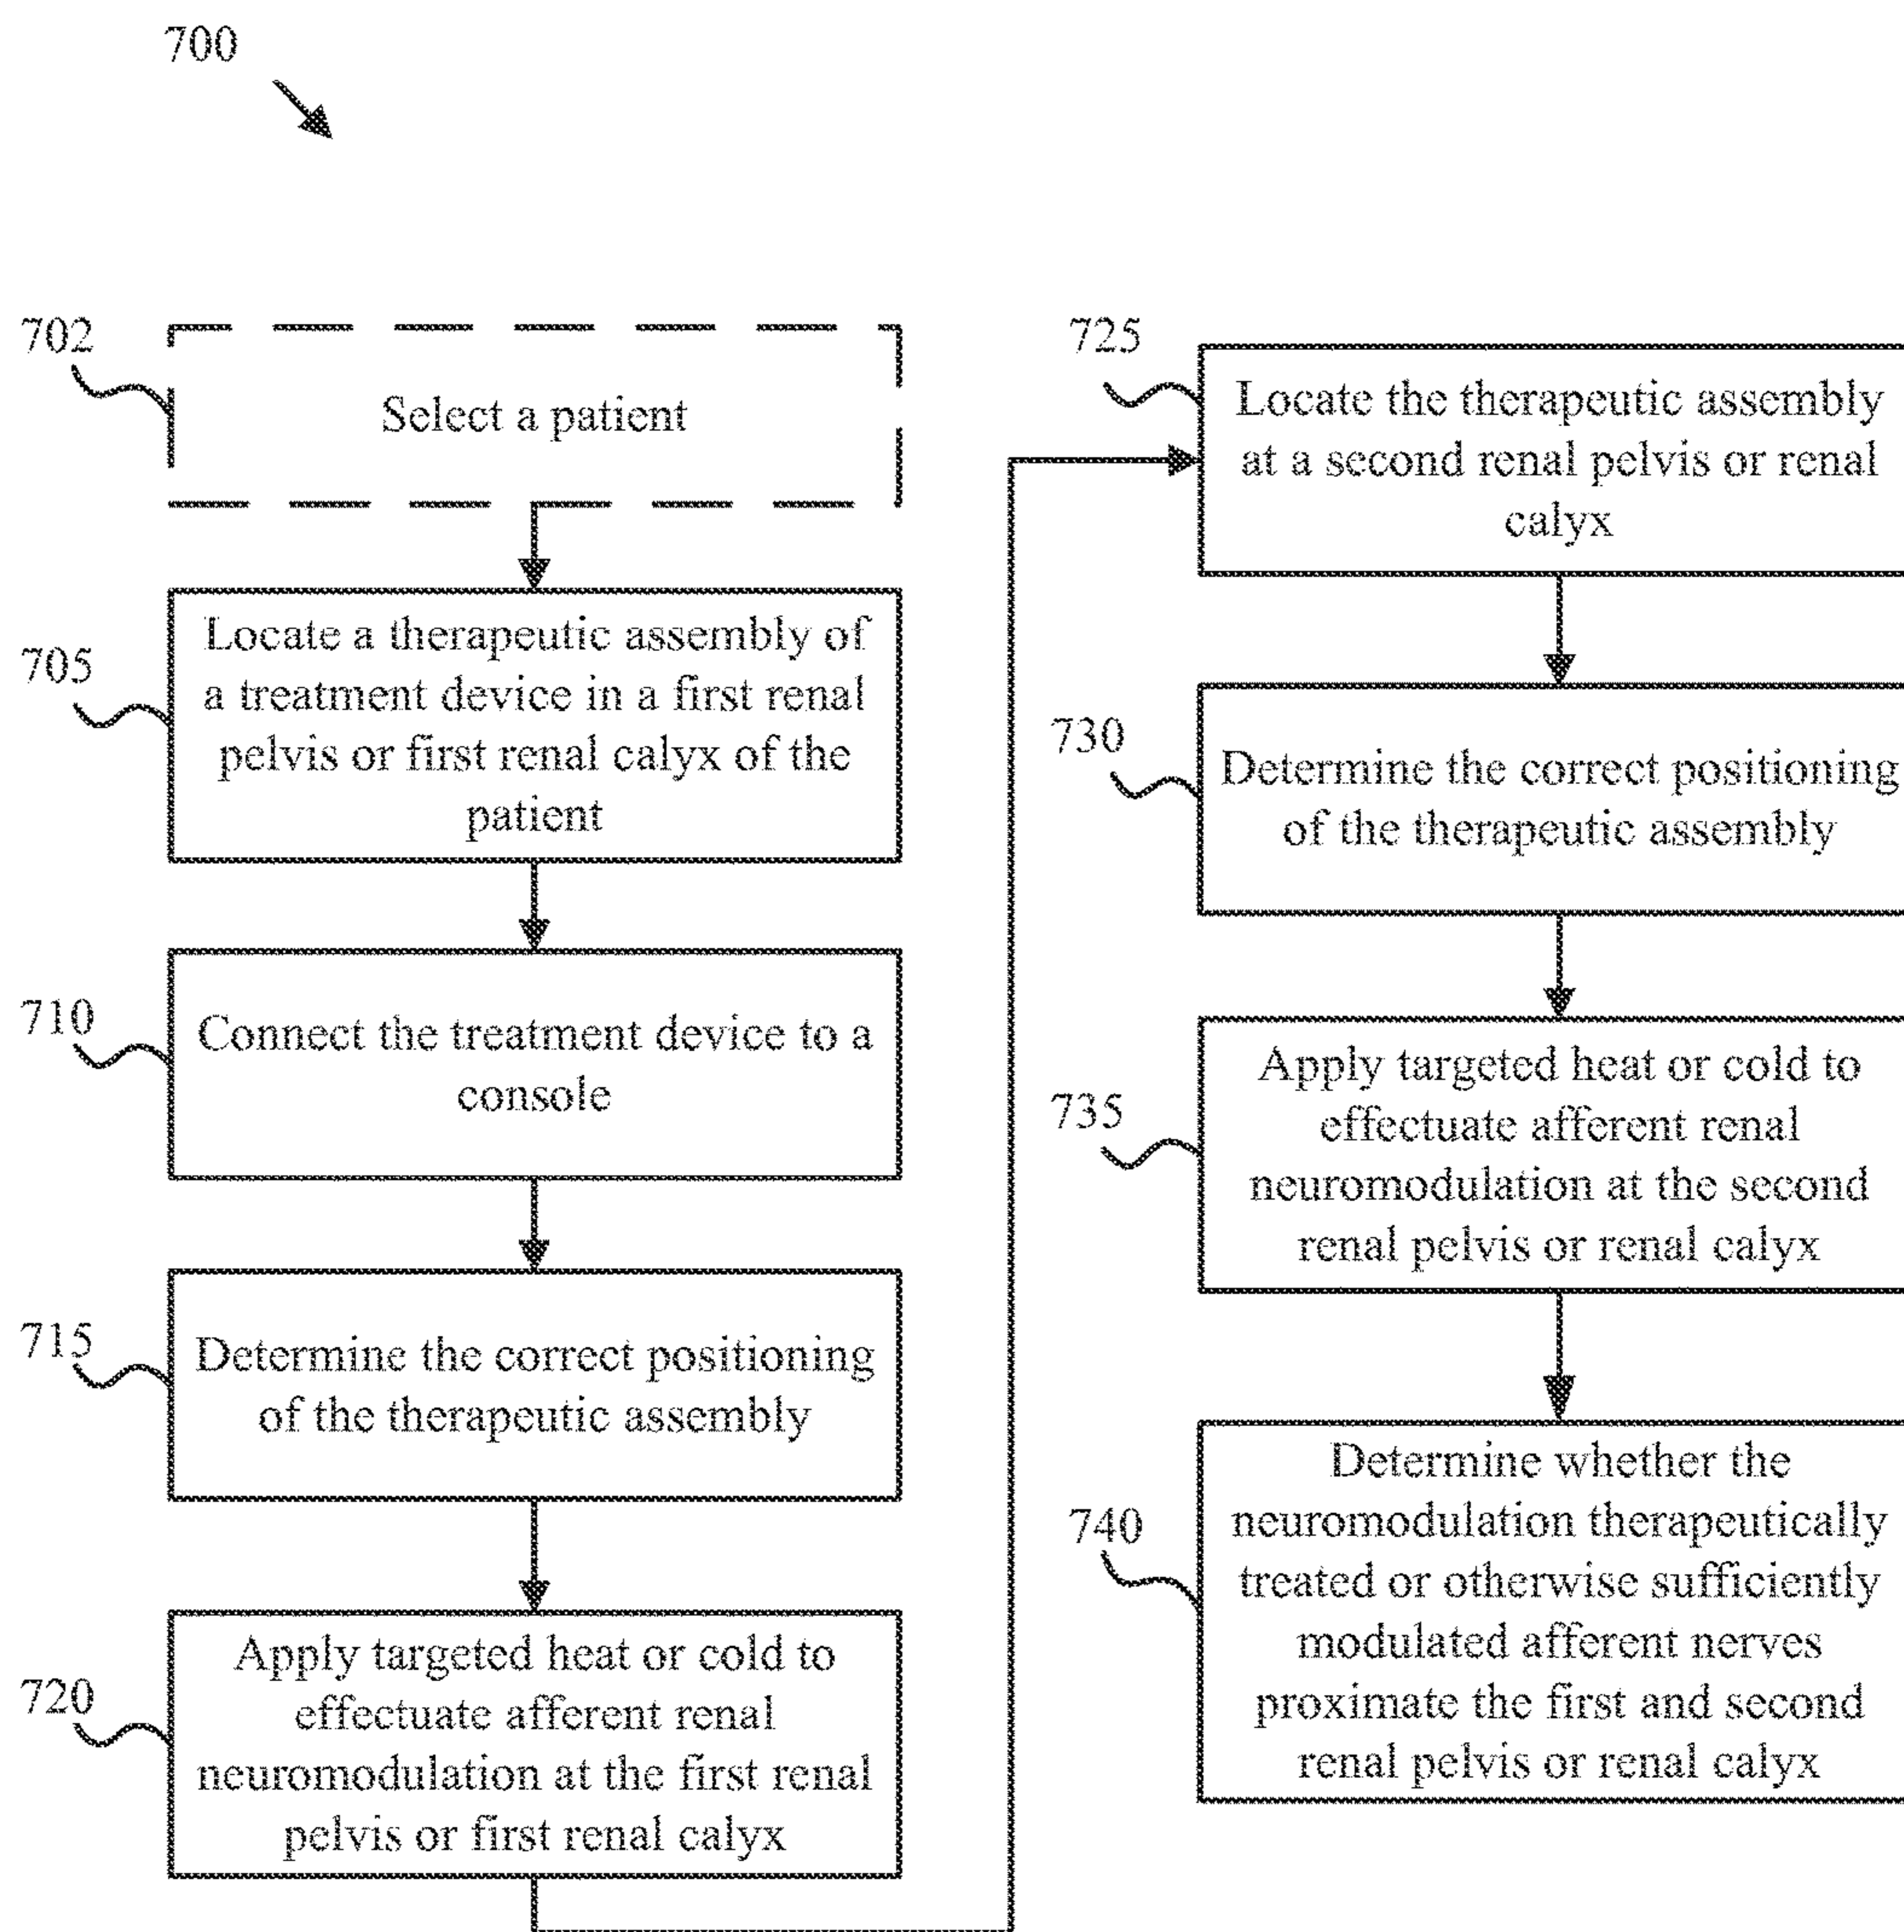 700
702
Select a patient
705
Locate a therapeutic assembly of
a treatment device in a first renal
pelvis or first renal calyx of the
patient
710
Connect the treatment device to a
console
715
Determine the correct positioning
of the therapeutic assembly
720
Apply targeted heat or cold to
effectuate afferent renal
neuromodulation at the first renal
pelvis or first renal calyx
725
Locate the therapeutic assembly
at a second renal pelvis or renal
calyx
730
Determine the correct positioning
of the therapeutic assembly
735
Apply targeted heat or cold to
effectuate afferent renal
neuromodulation at the second
renal pelvis or renal calyx
740
Determine whether the
neuromodulation therapeutically
treated or otherwise sufficiently
modulated afferent nerves
proximate the first and second
renal pelvis or renal calyx